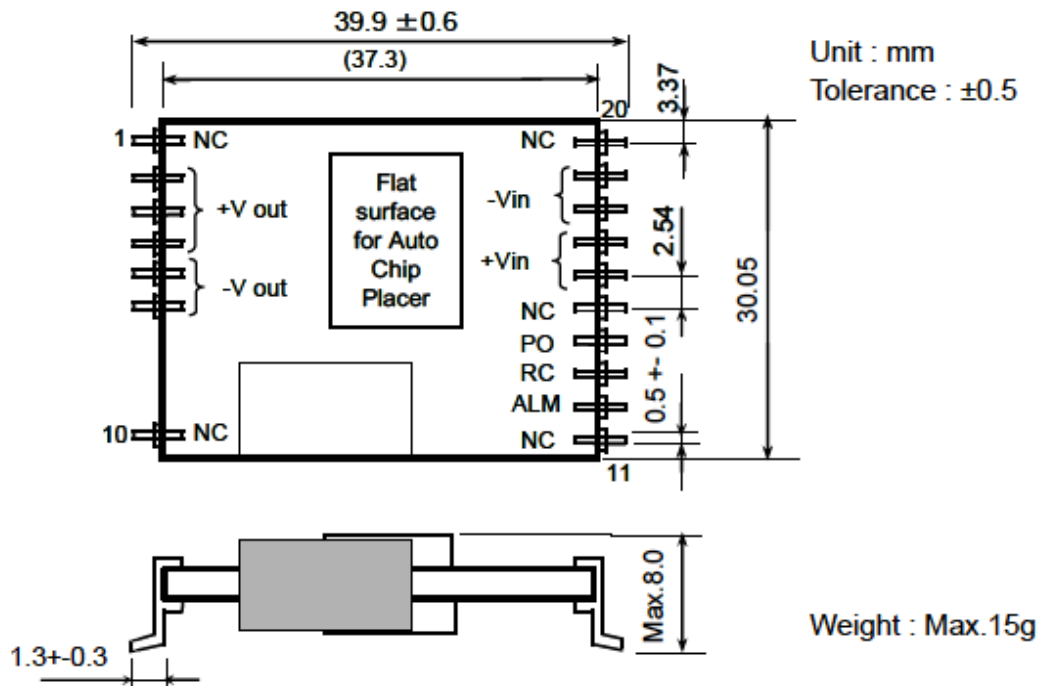 39.9 ±0.6
(37.3)
Unit : mm
Tolerance : ±0.5
3.37
20
1
NC
NC
+V out
-V out
Flat
surface
for Auto
Chip
Placer
-Vin
+Vin
2.54
30.05
NC
PO
RC
ALM
NC
0.5 +- 0.1
10
NC
11
Max.8.0
Weight : Max.15g
1.3+-0.3